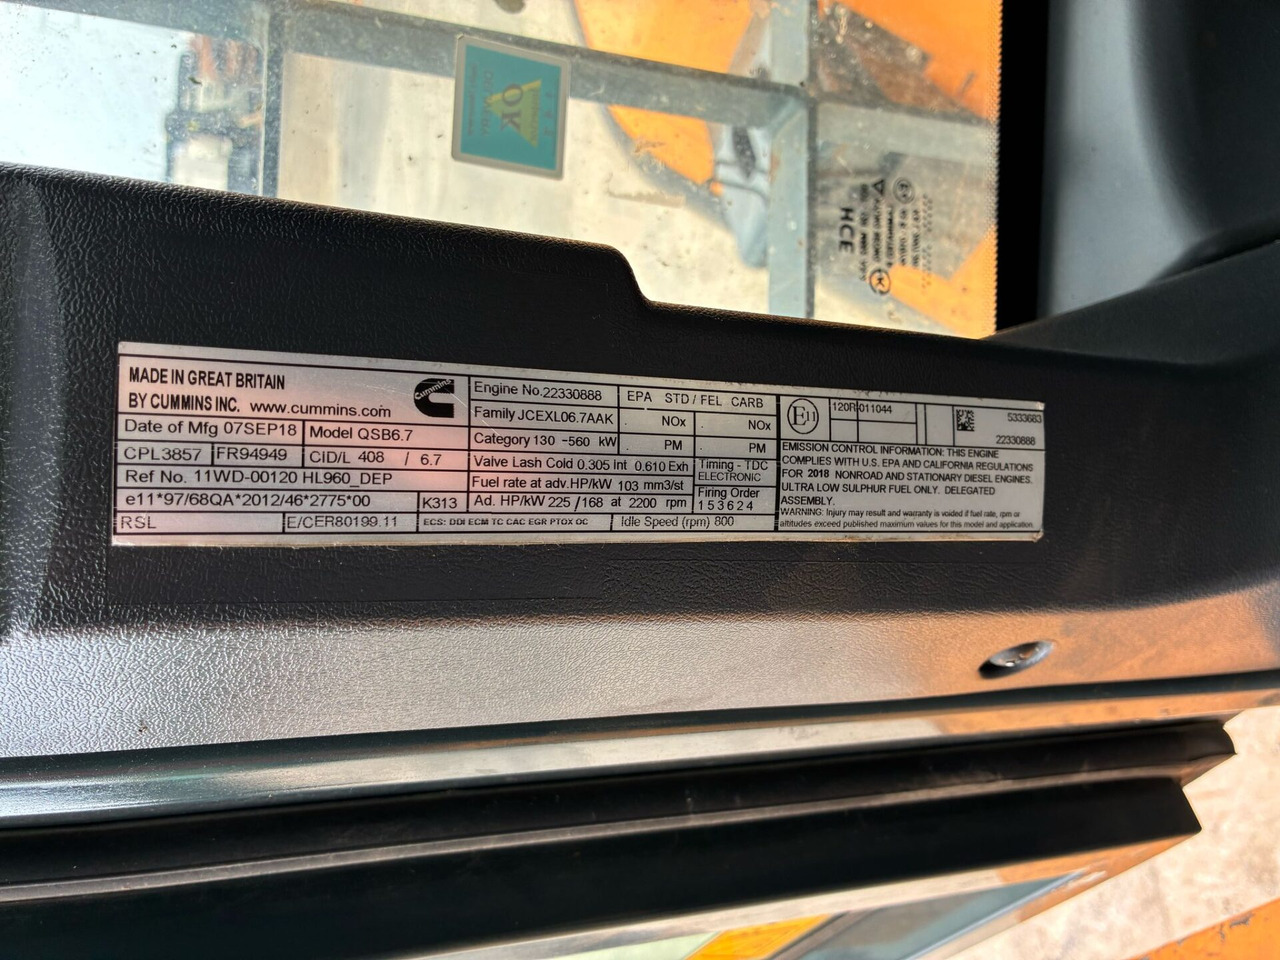 OK
HCE
MADE IN GREAT BRITAIN
BY CUMMINS INC. www.cummins.com
Cummins
Date of Mfg 07SEP18 Model QSB6.7
CPL3857 FR94949 CID/L 408 / 6.7
Ref No. 11WD-00120 HL960_DEP
e11*97/68QA*2012/46*2775*00 K313
RSL E/CER80199.11 ECS: DDI ECM TC CAC EGR PTOX OC
Engine No.22330888
Family JCEXL06.7AAK
Category 130 -560 kW
Valve Lash Cold 0.305 Int 0.610 Exh
Fuel rate at adv.HP/kW 103 mm3/st
Ad. HP/kW 225 / 168 at 2200 rpm
Idle Speed (rpm) 800
EPA STD / FEL CARB
. NOx . NOx
. PM . PM
Timing - TDC
ELECTRONIC
Firing Order
1 5 3 6 2 4
E11
120R-011044
5333683
22330888
EMISSION CONTROL INFORMATION: THIS ENGINE
COMPLIES WITH U.S. EPA AND CALIFORNIA REGULATIONS
FOR 2018 NONROAD AND STATIONARY DIESEL ENGINES.
ULTRA LOW SULPHUR FUEL ONLY. DELEGATED
ASSEMBLY.
WARNING: Injury may result and warranty is voided if fuel rate, rpm or
altitudes exceed published maximum values for this model and application.